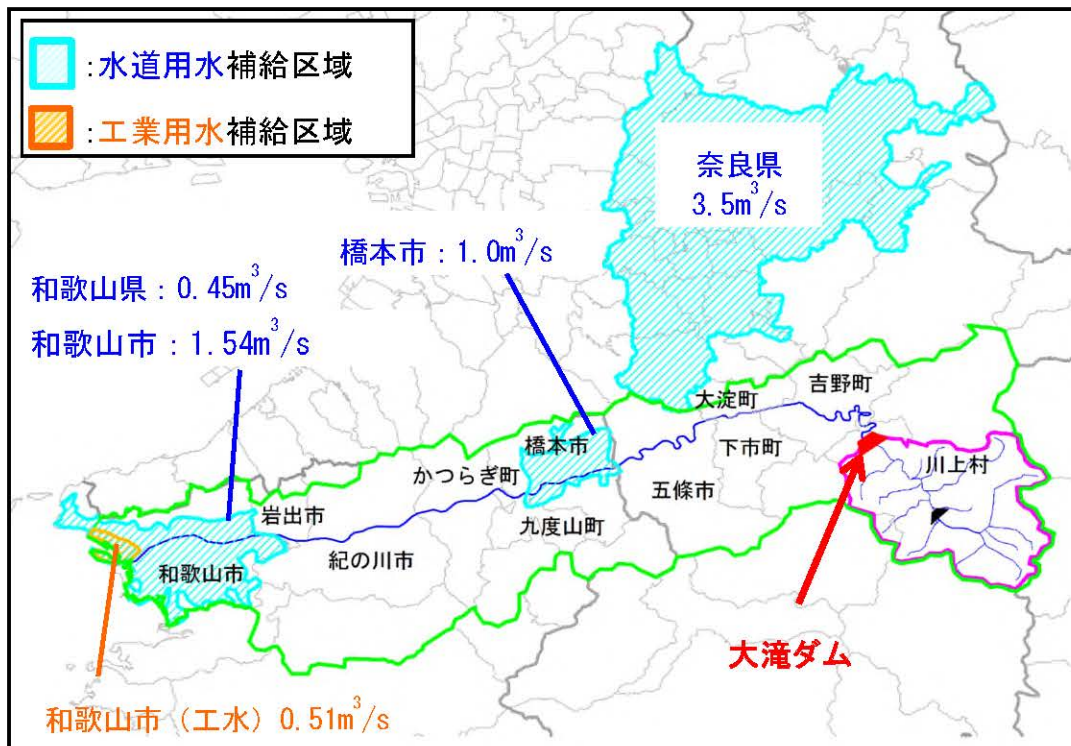 :水道用水補給区域
:工業用水補給区域
奈良県
3.5m³/s
橋本市：1.0m³/s
和歌山県：0.45m³/s
和歌山市：1.54m³/s
吉野町
大淀町
橋本市
下市町
川上村
かつらぎ町
五條市
岩出市
九度山町
紀の川市
和歌山市
大滝ダム
和歌山市（工水）0.51m³/s